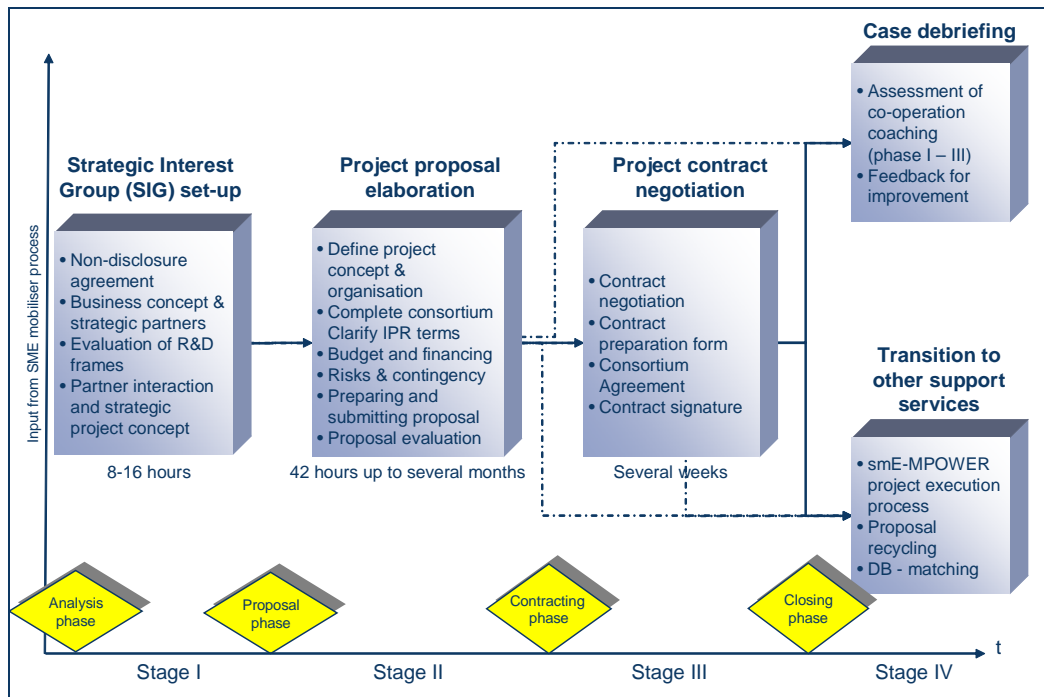 Case debriefing
• Assessment of
co-operation
coaching
(phase I – III)
• Feedback for
improvement
Strategic Interest
Group (SIG) set-up
• Non-disclosure
agreement
• Business concept &
strategic partners
• Evaluation of R&D
frames
• Partner interaction
and strategic
project concept
8-16 hours
Project proposal
elaboration
• Define project
concept &
organisation
• Complete consortium
Clarify IPR terms
• Budget and financing
• Risks & contingency
• Preparing and
submitting proposal
• Proposal evaluation
42 hours up to several months
Project contract
negotiation
• Contract
negotiation
• Contract
preparation form
• Consortium
Agreement
• Contract signature
Several weeks
Transition to
other support
services
• smE-MPOWER
project execution
process
• Proposal
recycling
• DB - matching
Input from SME mobiliser process
Analysis
phase
Proposal
phase
Contracting
phase
Closing
phase
t
Stage I
Stage II
Stage III
Stage IV